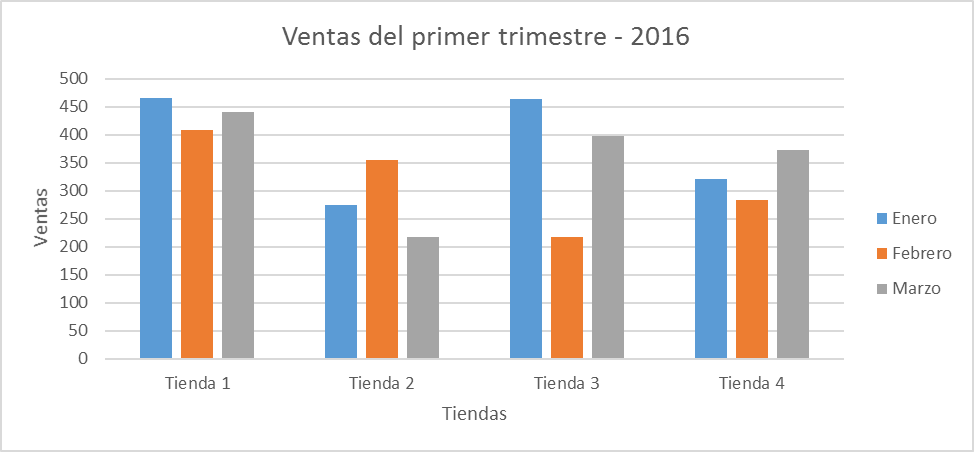 Ventas del primer trimestre - 2016
500
450
400
350
300
250
200
150
100
50
0
Ventas
Tienda 1
Tienda 2
Tienda 3
Tienda 4
Tiendas
Enero
Febrero
Marzo